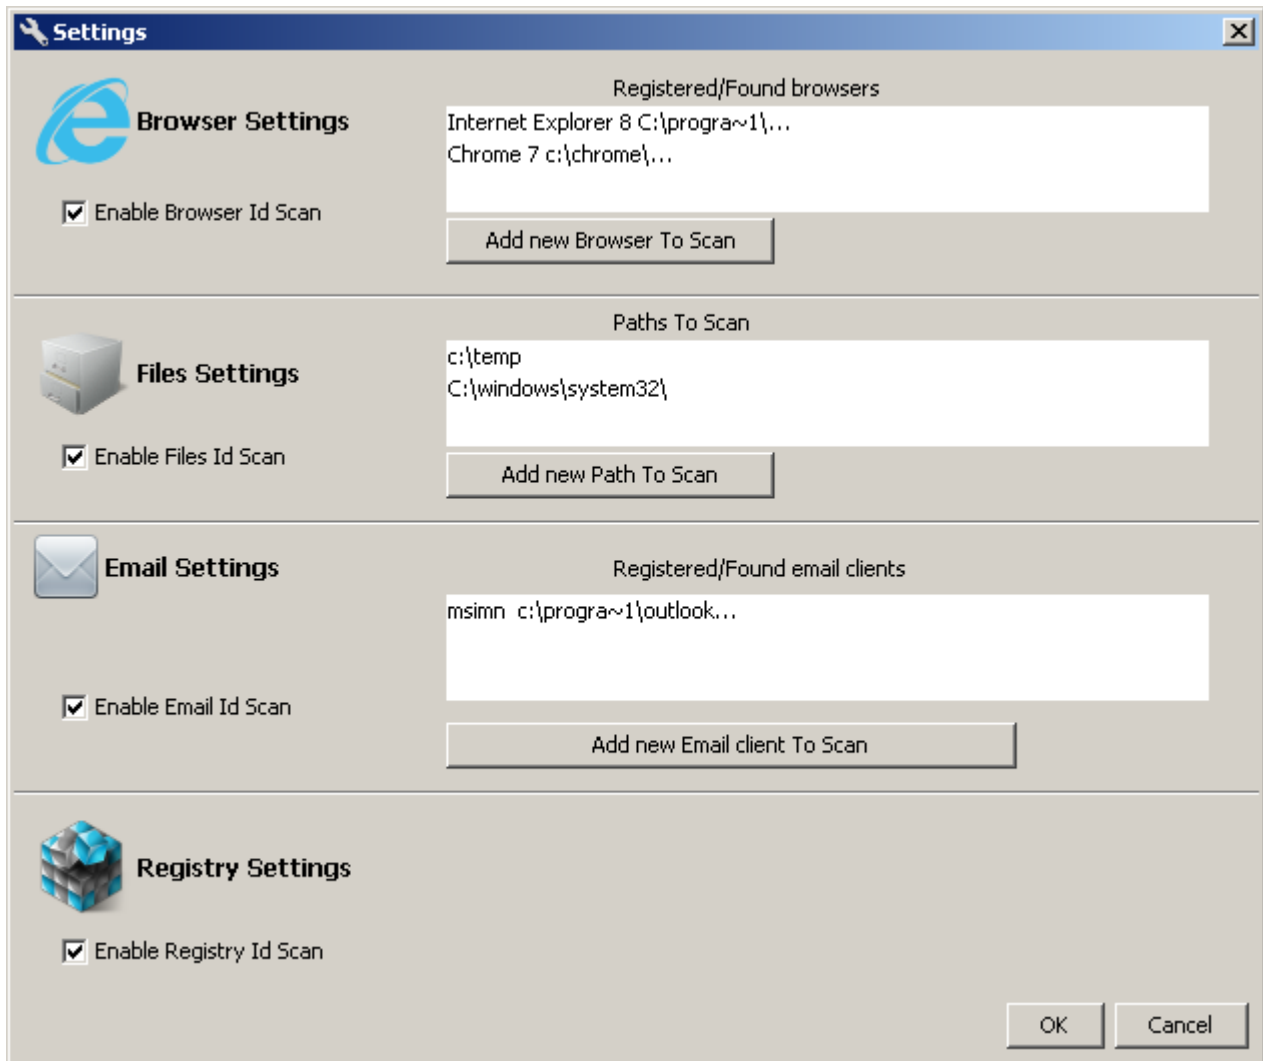 Settings
Registered/Found browsers
Browser Settings
Internet Explorer 8 C:\progra~1\...
Chrome 7 c:\chrome\...
Enable Browser Id Scan
Add new Browser To Scan
Paths To Scan
Files Settings
c:\temp
C:\windows\system32\
Enable Files Id Scan
Add new Path To Scan
Email Settings
Registered/Found email clients
msimn  c:\progra~1\outlook...
Enable Email Id Scan
Add new Email client To Scan
Registry Settings
Enable Registry Id Scan
OK
Cancel